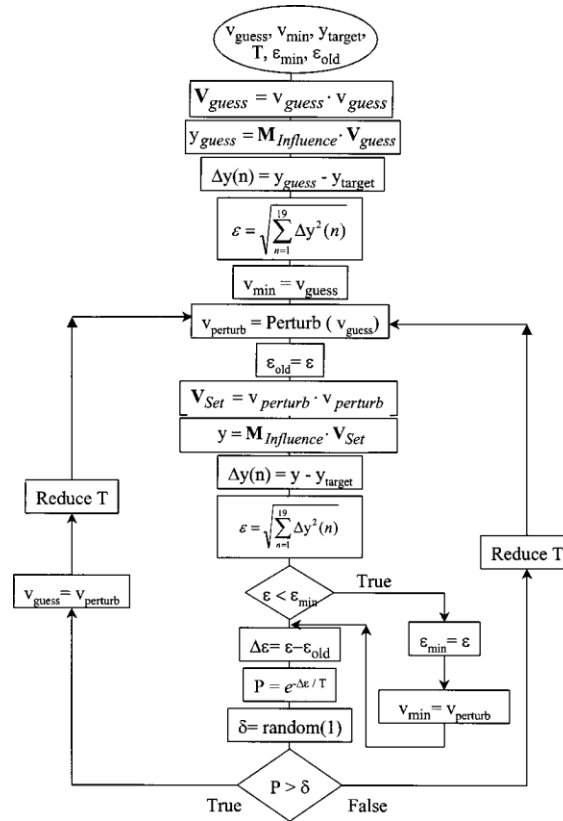 v_guess, v_min, y_target,
T, ε_min, ε_old
V_guess = v_guess · v_guess
y_guess = M_Influence · V_guess
Δy(n) = y_guess - y_target
ε = √(∑_{n=1}^{19} Δy²(n))
v_min = v_guess
v_perturb = Perturb ( v_guess)
ε_old = ε
V_Set = v_perturb · v_perturb
y = M_Influence · V_Set
Δy(n) = y - y_target
ε = √(∑_{n=1}^{19} Δy²(n))
Reduce T
Reduce T
v_guess = v_perturb
ε < ε_min
True
ε_min = ε
Δε = ε–ε_old
P = e^{-Δε / T}
v_min = v_perturb
δ= random(1)
P > δ
True
False